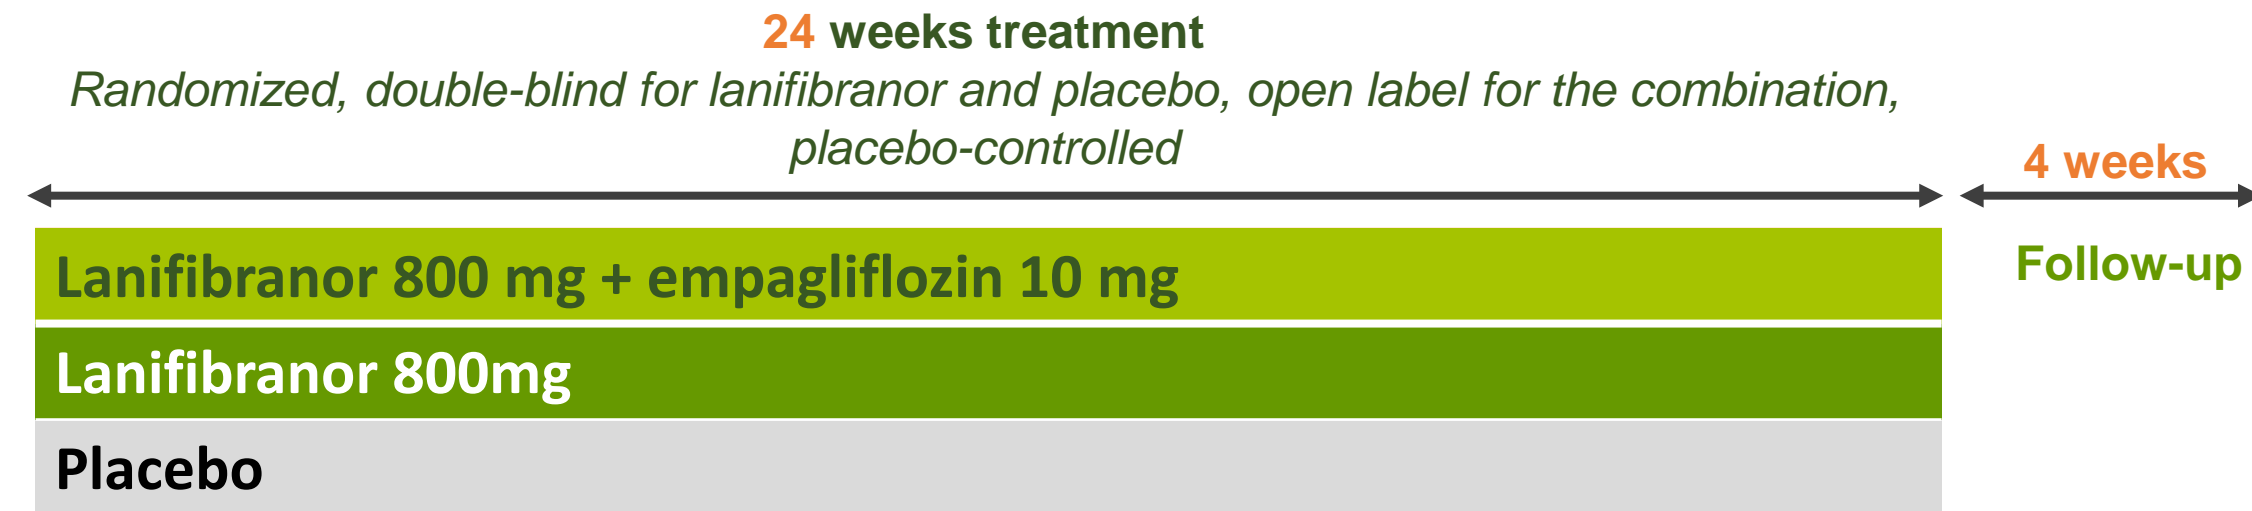 24 weeks treatment
Randomized, double-blind for lanifibranor and placebo, open label for the combination,
placebo-controlled
4 weeks
Lanifibranor 800 mg + empagliflozin 10 mg
Follow-up
Lanifibranor 800mg
Placebo